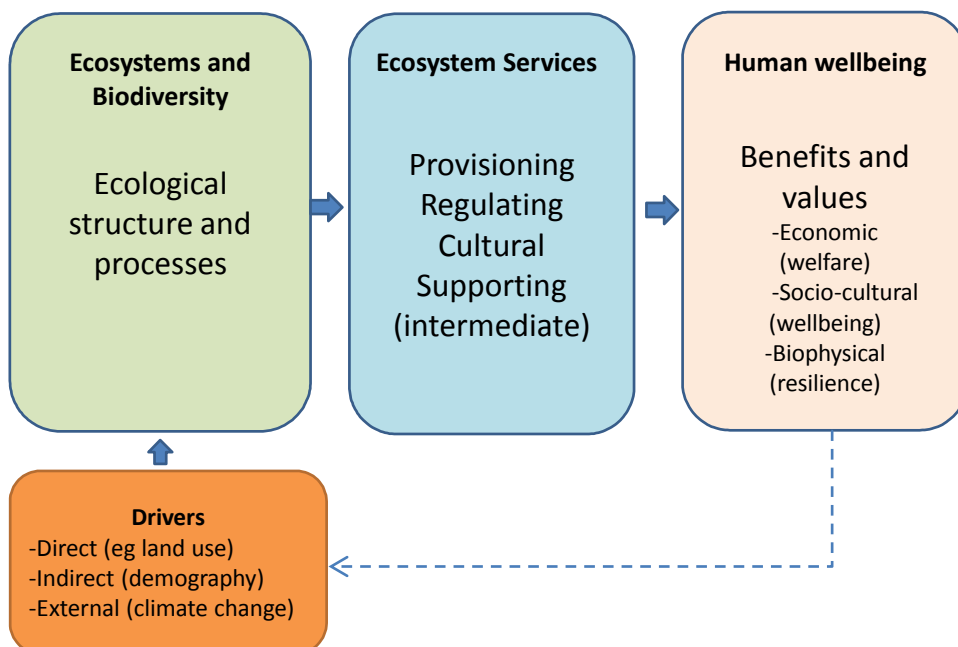 Ecosystems and
Biodiversity
Ecological
structure and
processes
Ecosystem Services
Provisioning
Regulating
Cultural
Supporting
(intermediate)
Human wellbeing
Benefits and
values
-Economic
(welfare)
-Socio-cultural
(wellbeing)
-Biophysical
(resilience)
Drivers
-Direct (eg land use)
-Indirect (demography)
-External (climate change)